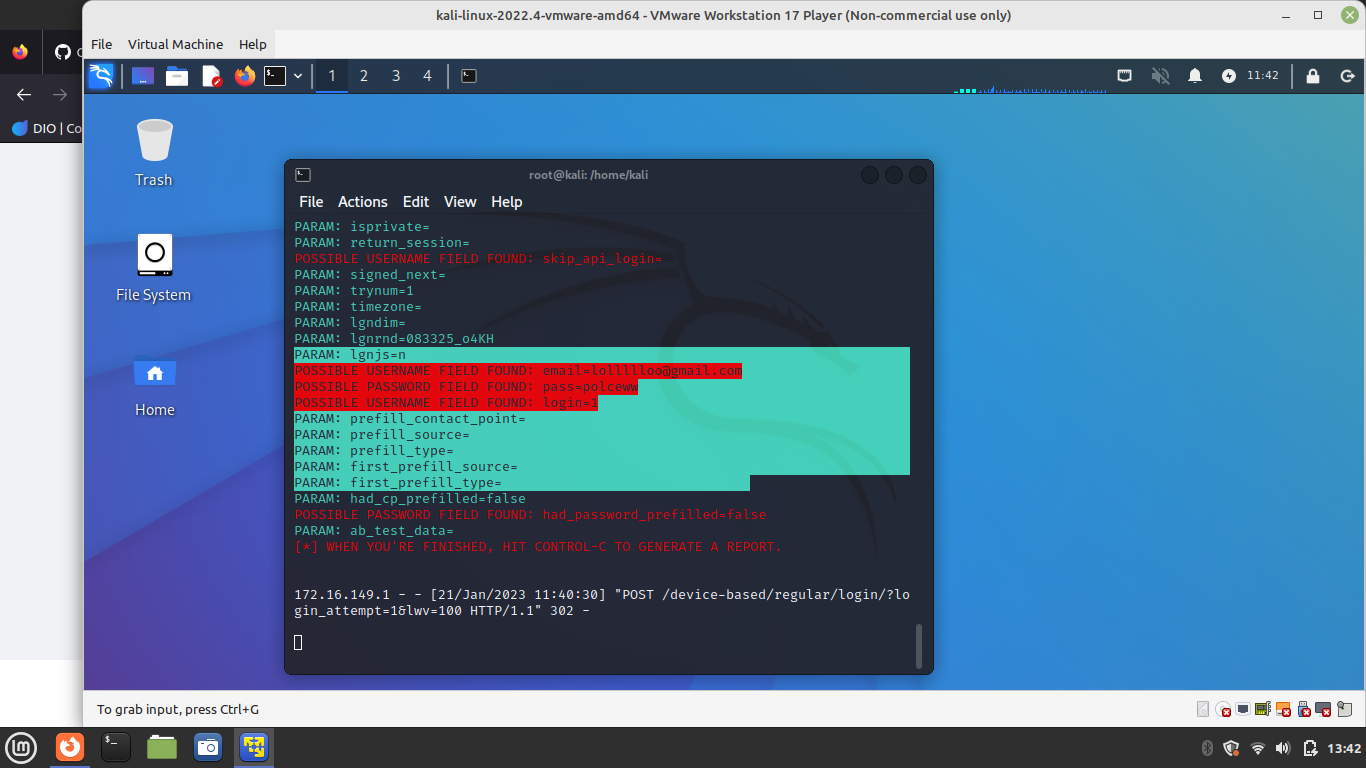 kali-linux-2022.4-vmware-amd64 - VMware Workstation 17 Player (Non-commercial use only)
File Virtual Machine Help
1 2 3 4 11:42
DIO | Co
Trash
File System
Home
root@kali: /home/kali
File Actions Edit View Help
PARAM: isprivate=
PARAM: return_session=
POSSIBLE USERNAME FIELD FOUND: skip_api_login=
PARAM: signed_next=
PARAM: trynum=1
PARAM: timezone=
PARAM: lgndim=
PARAM: lgnrnd=083325_o4KH
PARAM: lgnjs=n
POSSIBLE USERNAME FIELD FOUND: email=lollllloo@gmail.com
POSSIBLE PASSWORD FIELD FOUND: pass=polceww
POSSIBLE USERNAME FIELD FOUND: login=1
PARAM: prefill_contact_point=
PARAM: prefill_source=
PARAM: prefill_type=
PARAM: first_prefill_source=
PARAM: first_prefill_type=
PARAM: had_cp_prefilled=false
POSSIBLE PASSWORD FIELD FOUND: had_password_prefilled=false
PARAM: ab_test_data=
[*] WHEN YOU'RE FINISHED, HIT CONTROL-C TO GENERATE A REPORT.
172.16.149.1 - - [21/Jan/2023 11:40:30] "POST /device-based/regular/login/?lo
gin_attempt=1&lwv=100 HTTP/1.1" 302 -
To grab input, press Ctrl+G
13:42